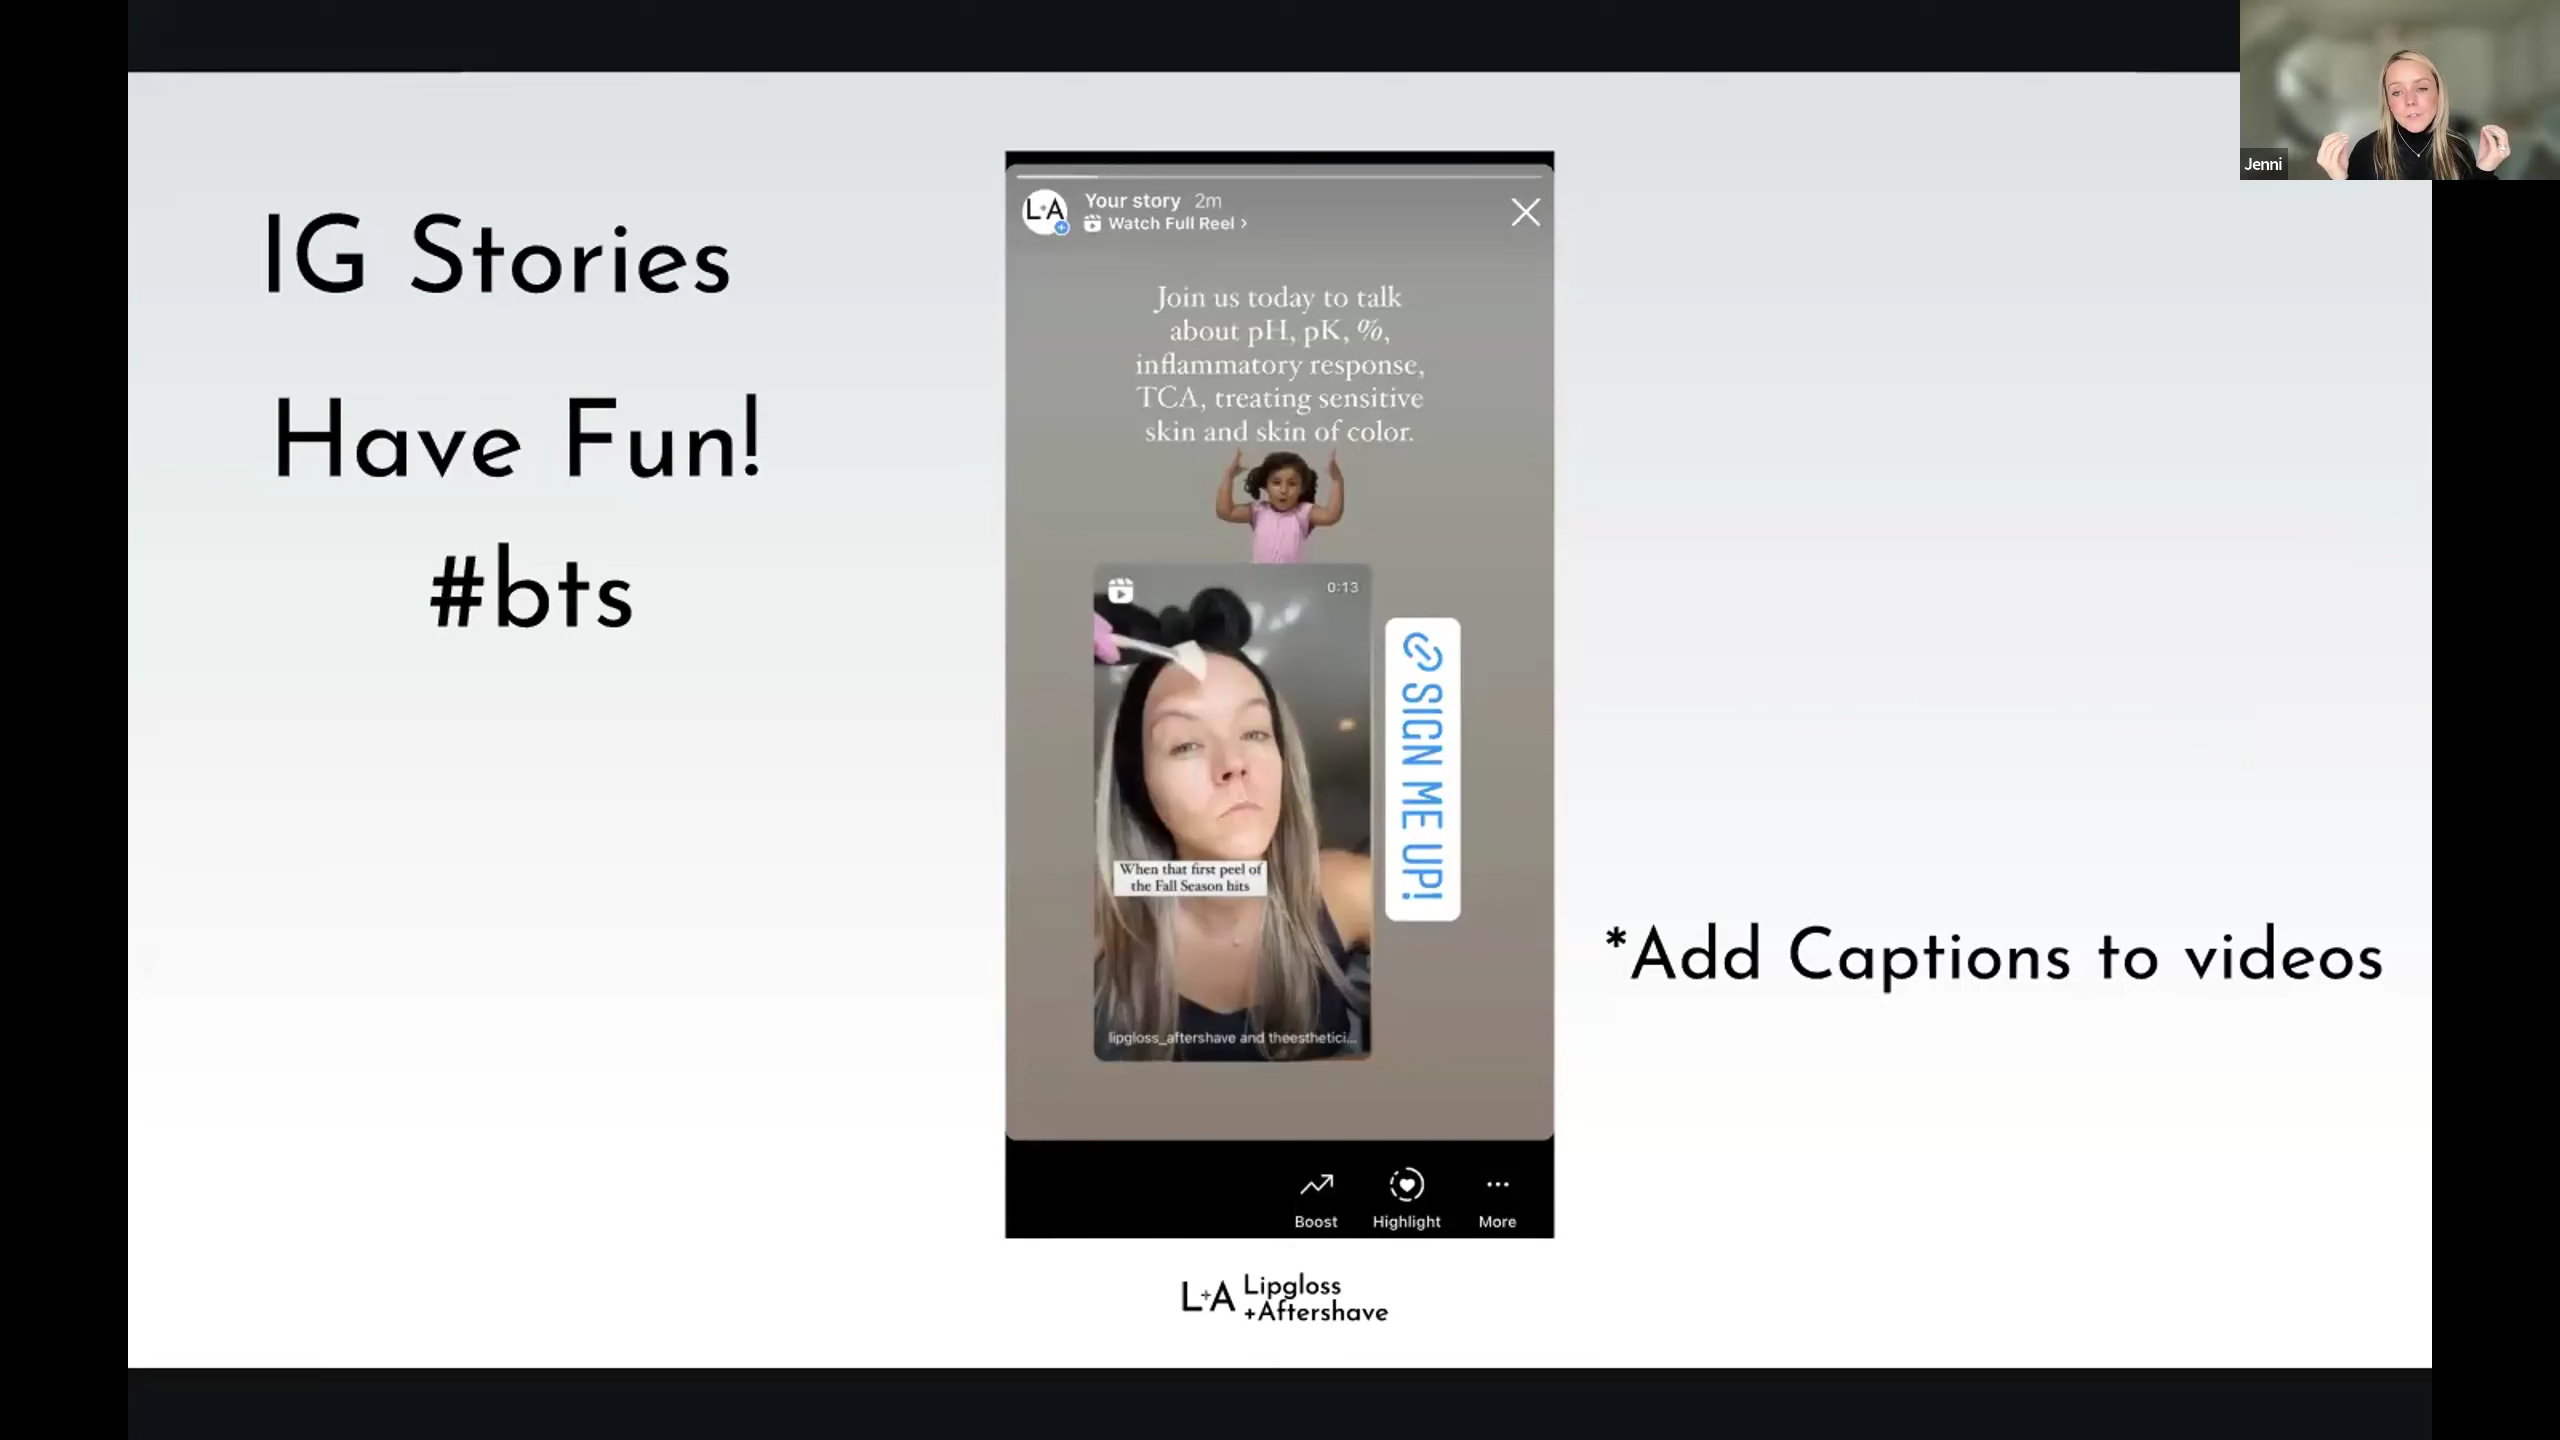 Jenni
IG Stories
Have Fun!
#bts
L+A
Your story 2m
Watch Full Reel >
Join us today to talk
about pH, pK, %,
inflammatory response,
TCA, treating sensitive
skin and skin of color.
0:13
When that first peel of
the Fall Season hits
lipgloss_aftershave and theesthetici...
SIGN ME UP!
*Add Captions to videos
Boost Highlight More
L+A Lipgloss
+Aftershave